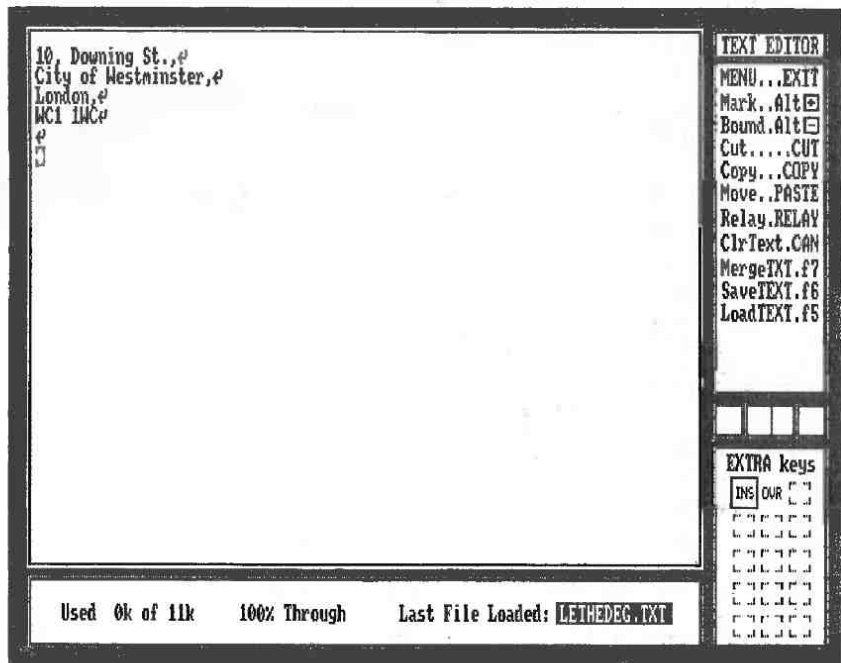 10, Downing St.,
City of Westminster,
London,
WC1 1WC
TEXT EDITOR
MENU...EXIT
Mark..Alt+
Bound.Alt-
Cut.....CUT
Copy...COPY
Move..PASTE
Relay.RELAY
ClrText.CAN
MergeTXT.f7
SaveTEXT.f6
LoadTEXT.f5
EXTRA keys
INS OVR
Used 0k of 11k 100% Through Last File Loaded: LETHEDEG.TXT